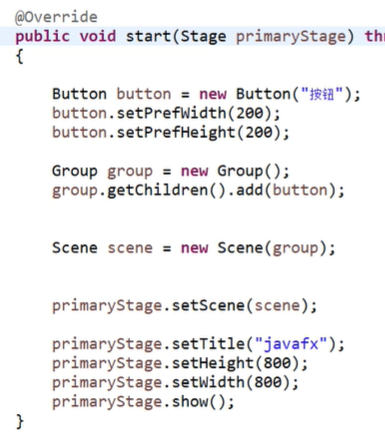 @Override
public void start(Stage primaryStage)
{
Button button = new Button("按钮");
button.setPrefWidth(200);
button.setPrefHeight(200);
Group group = new Group();
group.getChildren().add(button);
Scene scene = new Scene(group);
primaryStage.setScene(scene);
primaryStage.setTitle("javafx");
primaryStage.setHeight(800);
primaryStage.setWidth(800);
primaryStage.show();
}